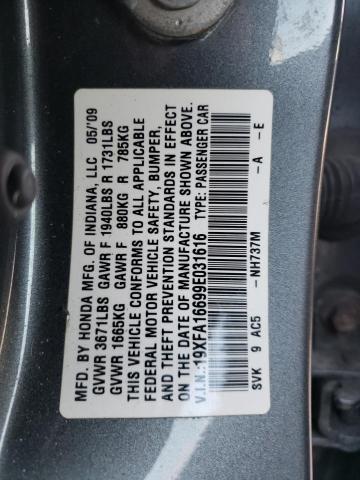 MFD. BY HONDA MFG. OF INDIANA, LLC 05/'09
GVWR 3671LBS GAWR F 1940LBS R 1731LBS
GVWR 1665KG GAWR F 880KG R 785KG
THIS VEHICLE CONFORMS TO ALL APPLICABLE
FEDERAL MOTOR VEHICLE SAFETY, BUMPER,
AND THEFT PREVENTION STANDARDS IN EFFECT
ON THE DATE OF MANUFACTURE SHOWN ABOVE.
V.I.N.:19XFA16699E031616 TYPE: PASSENGER CAR
SVK 9 AC5 -NH737M -A -E